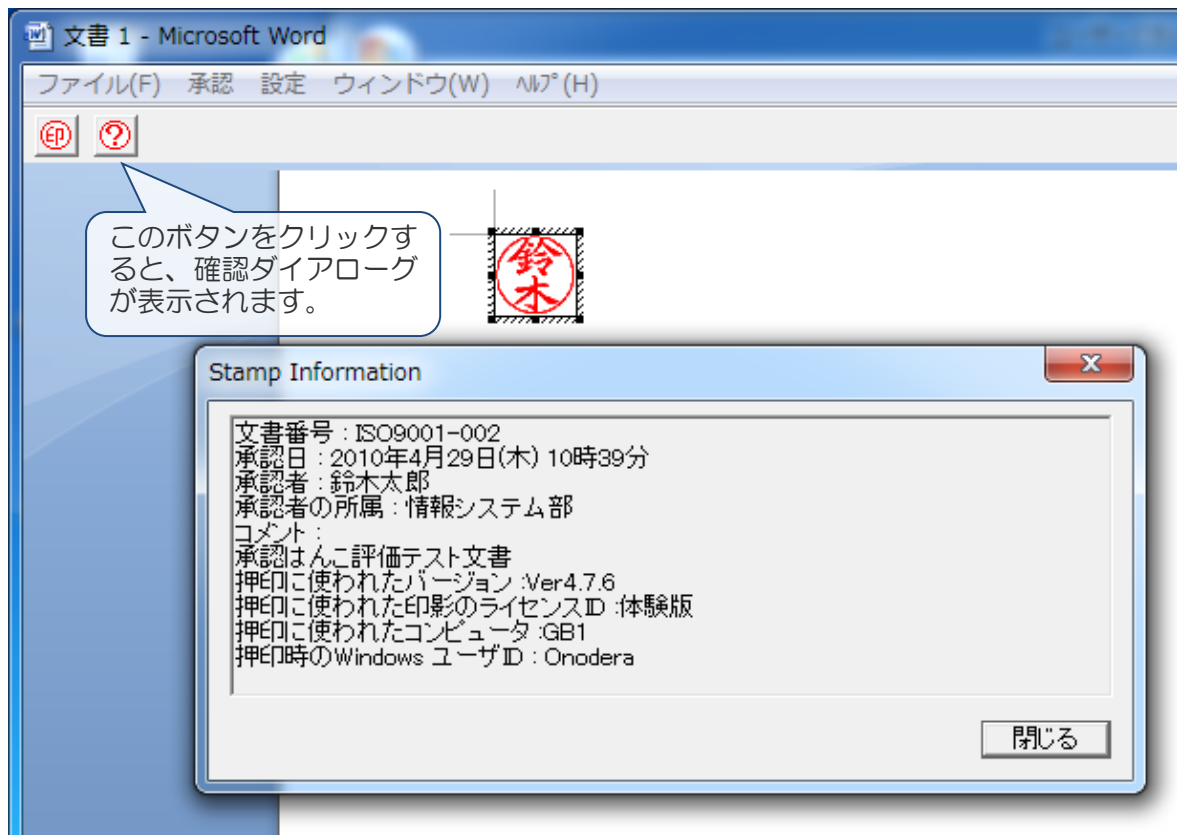 文書 1 - Microsoft Word
ファイル(F) 承認 設定 ウィンドウ(W) ﾍﾙﾌﾟ(H)
印 ?
このボタンをクリックす
ると、確認ダイアローグ
が表示されます。
鈴
木
Stamp Information
文書番号 : ISO9001-002
承認日 : 2010年4月29日(木) 10時39分
承認者 : 鈴木太郎
承認者の所属 : 情報システム部
コメント :
承認はんこ評価テスト文書
押印に使われたバージョン :Ver4.7.6
押印に使われた印影のライセンスID :体験版
押印に使われたコンピュータ :GB1
押印時のWindows ユーザID : Onodera
閉じる